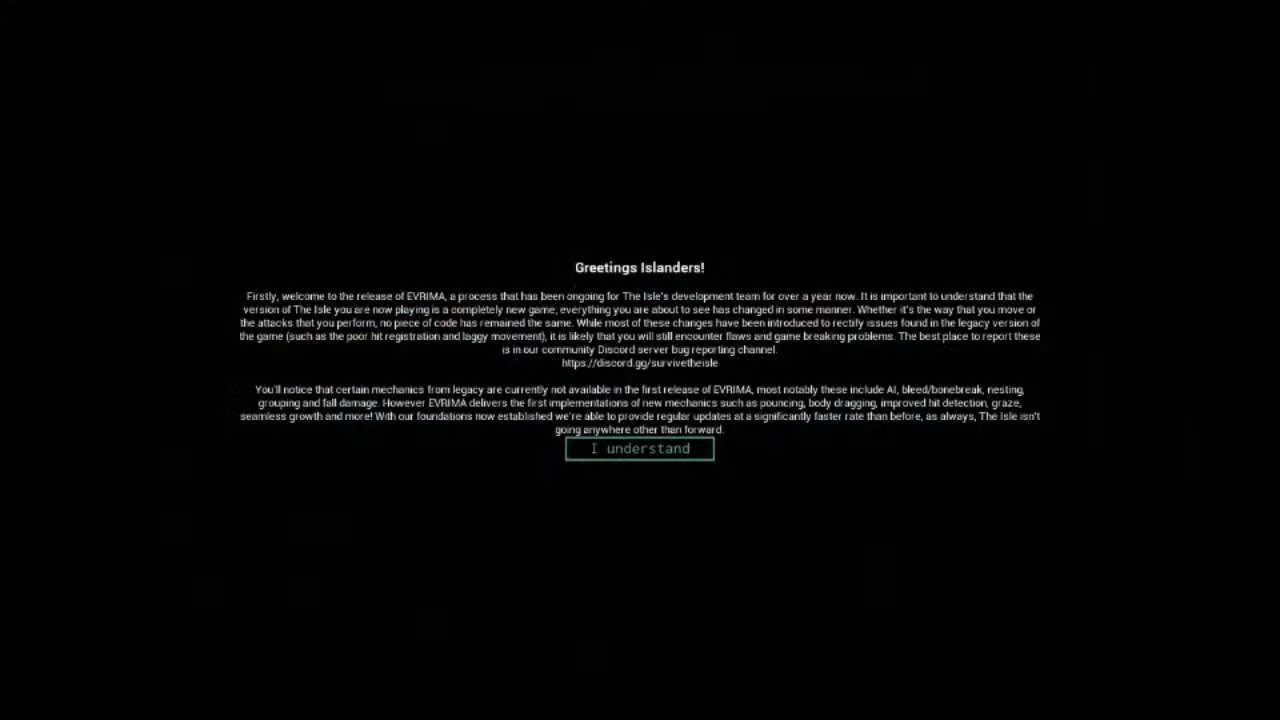 Greetings Islanders!
Firstly, welcome to the release of EVRIMA, a process that has been ongoing for The Isle's development team for over a year now. It is important to understand that the
version of The Isle you are now playing is a completely new game; everything you are about to see has changed in some manner. Whether it's the way that you move or
the attacks that you perform, no piece of code has remained the same. While most of these changes have been introduced to rectify issues found in the legacy version of
the game (such as the poor hit registration and laggy movement), it is likely that you will still encounter flaws and game breaking problems. The best place to report these
is in our community Discord server bug reporting channel.
https://discord.gg/survivetheisle
You'll notice that certain mechanics from legacy are currently not available in the first release of EVRIMA, most notably these include AI, bleed/bonebreak, nesting,
grouping and fall damage. However EVRIMA delivers the first implementations of new mechanics such as pouncing, body dragging, improved hit detection, graze,
seamless growth and more! With our foundations now established we're able to provide regular updates at a significantly faster rate than before, as always, The Isle isn't
going anywhere other than forward.
I understand